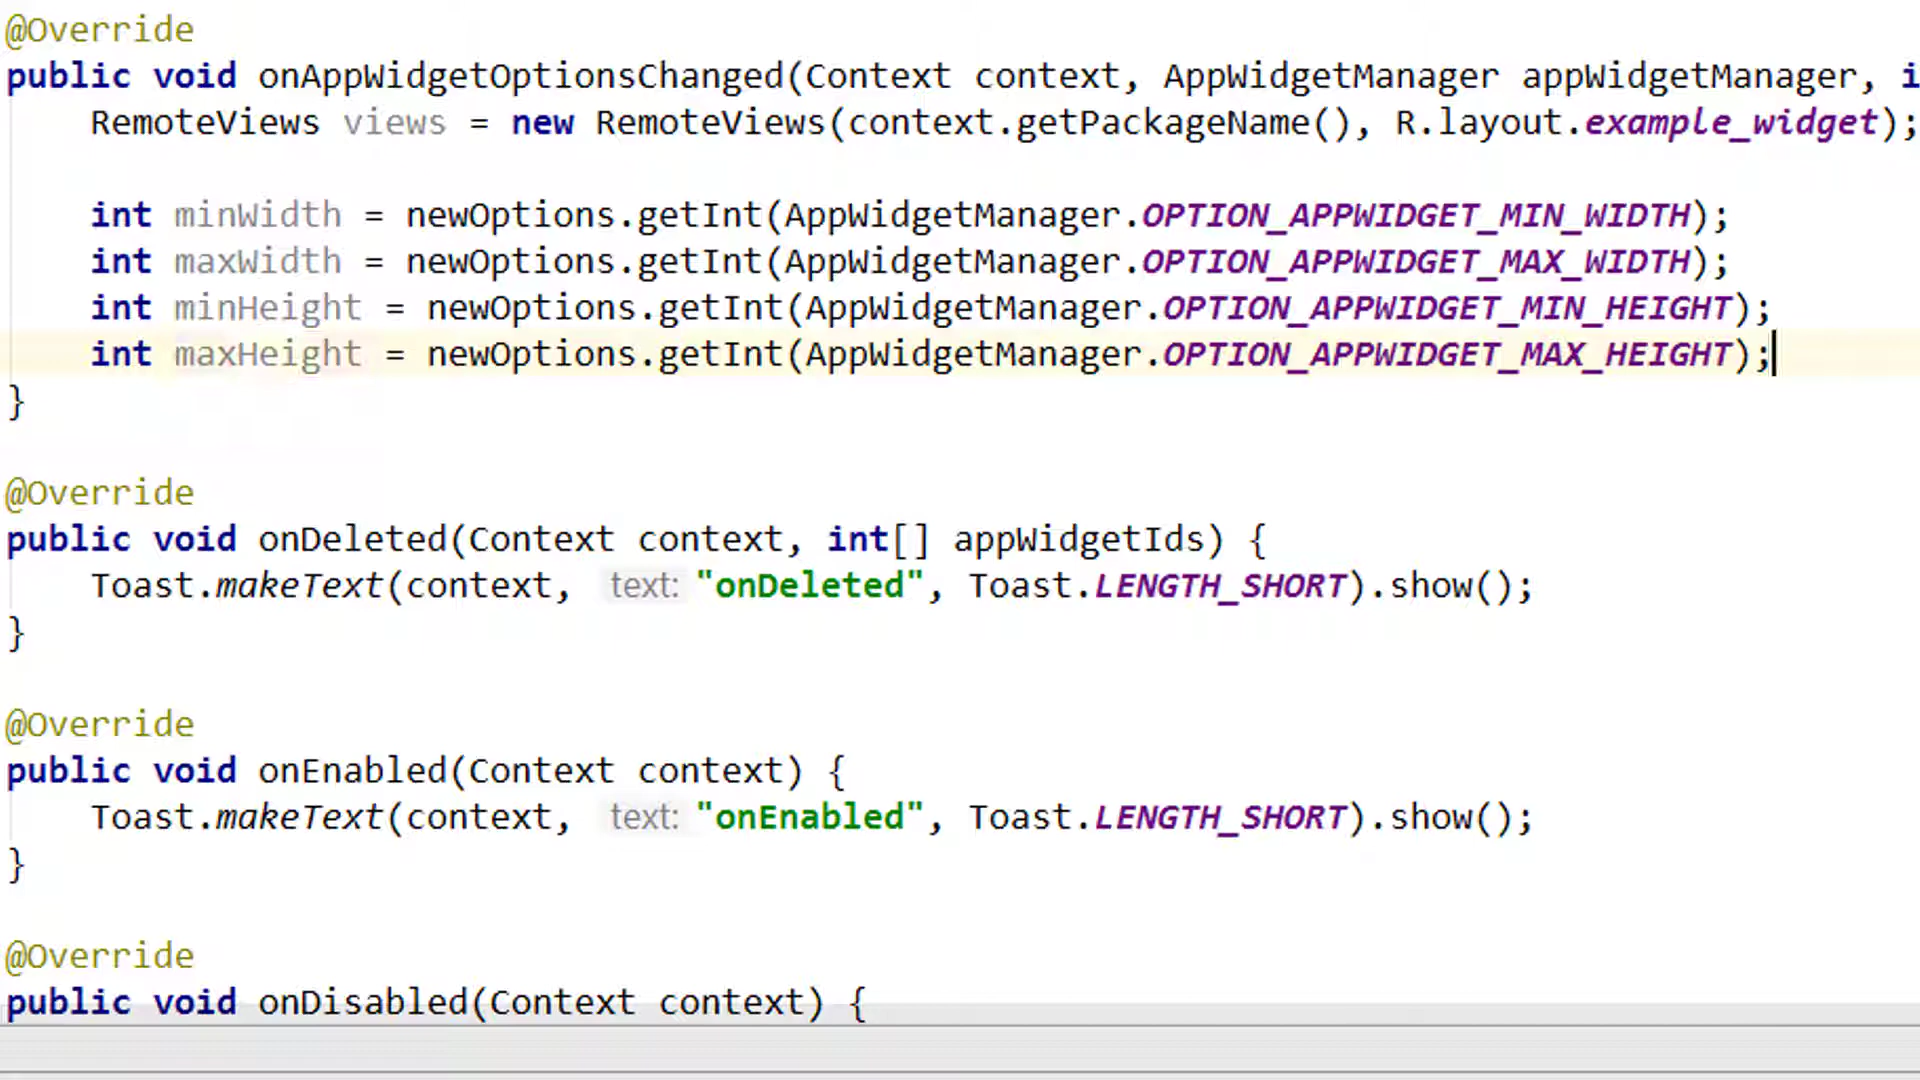 @Override
public void onAppWidgetOptionsChanged(Context context, AppWidgetManager appWidgetManager, i
RemoteViews views = new RemoteViews(context.getPackageName(), R.layout.example_widget);
int minWidth = newOptions.getInt(AppWidgetManager.OPTION_APPWIDGET_MIN_WIDTH);
int maxWidth = newOptions.getInt(AppWidgetManager.OPTION_APPWIDGET_MAX_WIDTH);
int minHeight = newOptions.getInt(AppWidgetManager.OPTION_APPWIDGET_MIN_HEIGHT);
int maxHeight = newOptions.getInt(AppWidgetManager.OPTION_APPWIDGET_MAX_HEIGHT);
}
@Override
public void onDeleted(Context context, int[] appWidgetIds) {
Toast.makeText(context, text: "onDeleted", Toast.LENGTH_SHORT).show();
}
@Override
public void onEnabled(Context context) {
Toast.makeText(context, text: "onEnabled", Toast.LENGTH_SHORT).show();
}
@Override
public void onDisabled(Context context) {